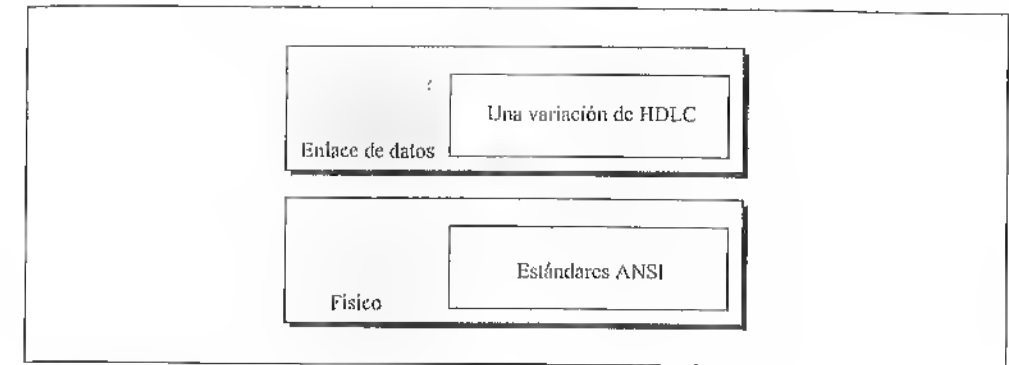 Una variación de HDLC
Enlace de datos
Estándares ANSI
Físico